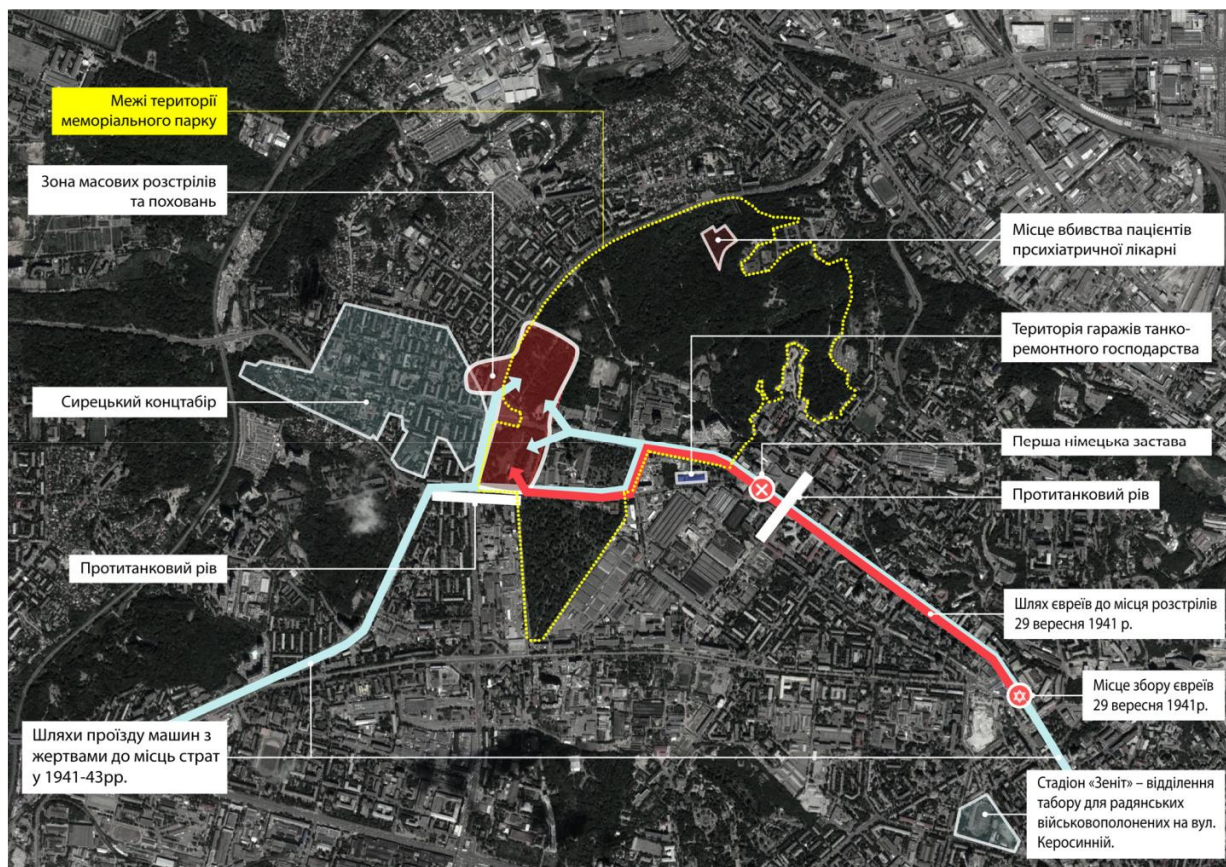 Межі території
меморіального парку
Зона масових розстрілів
та поховань
Сирецький концтабір
Протитанковий рів
Шляхи проїзду машин з
жертвами до місць страт
у 1941-43рр.
Місце вбивства пацієнтів
прсихіатричної лікарні
Територія гаражів танко-
ремонтного господарства
Перша німецька застава
Протитанковий рів
Шлях євреїв до місця розстрілів
29 вересня 1941 р.
Місце збору євреїв
29 вересня 1941р.
Стадіон «Зеніт» – відділення
табору для радянських
військовополонених на вул.
Керосинній.